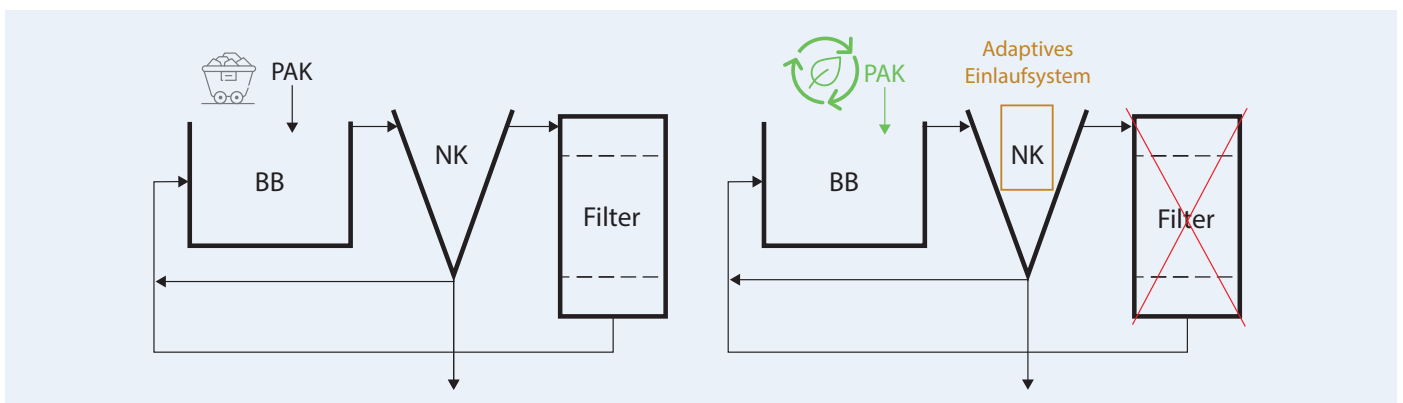 PAK
BB
NK
Filter
Adaptives
Einlaufsystem
PAK
BB
NK
Filter